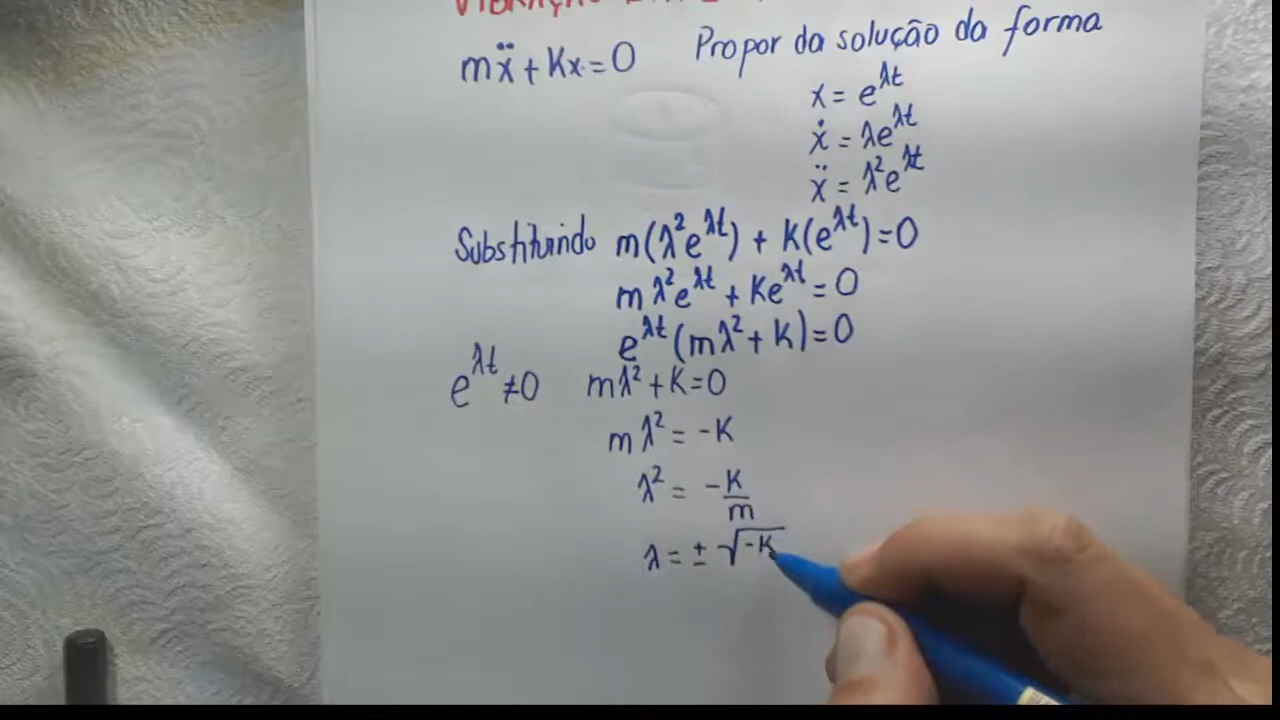 VIBRAÇÃO
mẍ + Kx = 0 Propor da solução da forma
x = e^λt
ẋ = λe^λt
ẍ = λ²e^λt
Substituindo m(λ²e^λt) + K(e^λt) = 0
mλ²e^λt + Ke^λt = 0
e^λt (mλ² + K) = 0
e^λt ≠ 0 mλ² + K = 0
mλ² = -K
λ² = -K/m
λ = ± √-K